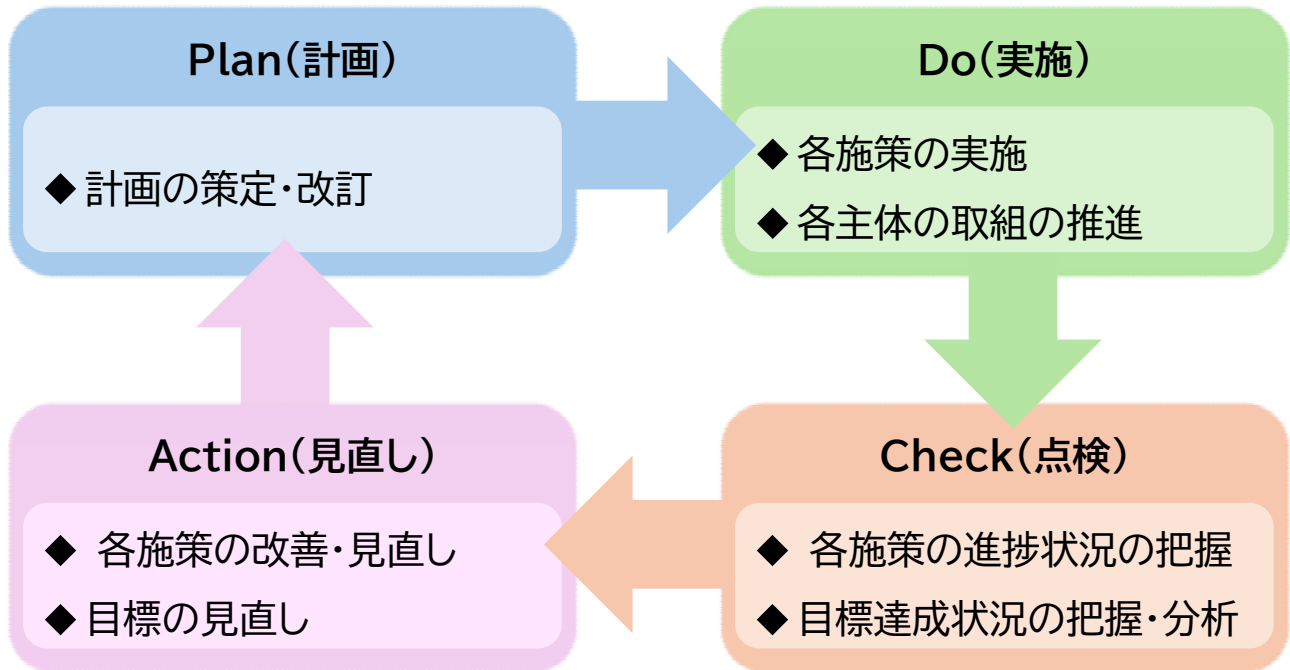 Plan(計画)
◆ 計画の策定・改訂
Do(実施)
◆ 各施策の実施
◆ 各主体の取組の推進
Check(点検)
◆ 各施策の進捗状況の把握
◆ 目標達成状況の把握・分析
Action(見直し)
◆ 各施策の改善・見直し
◆ 目標の見直し